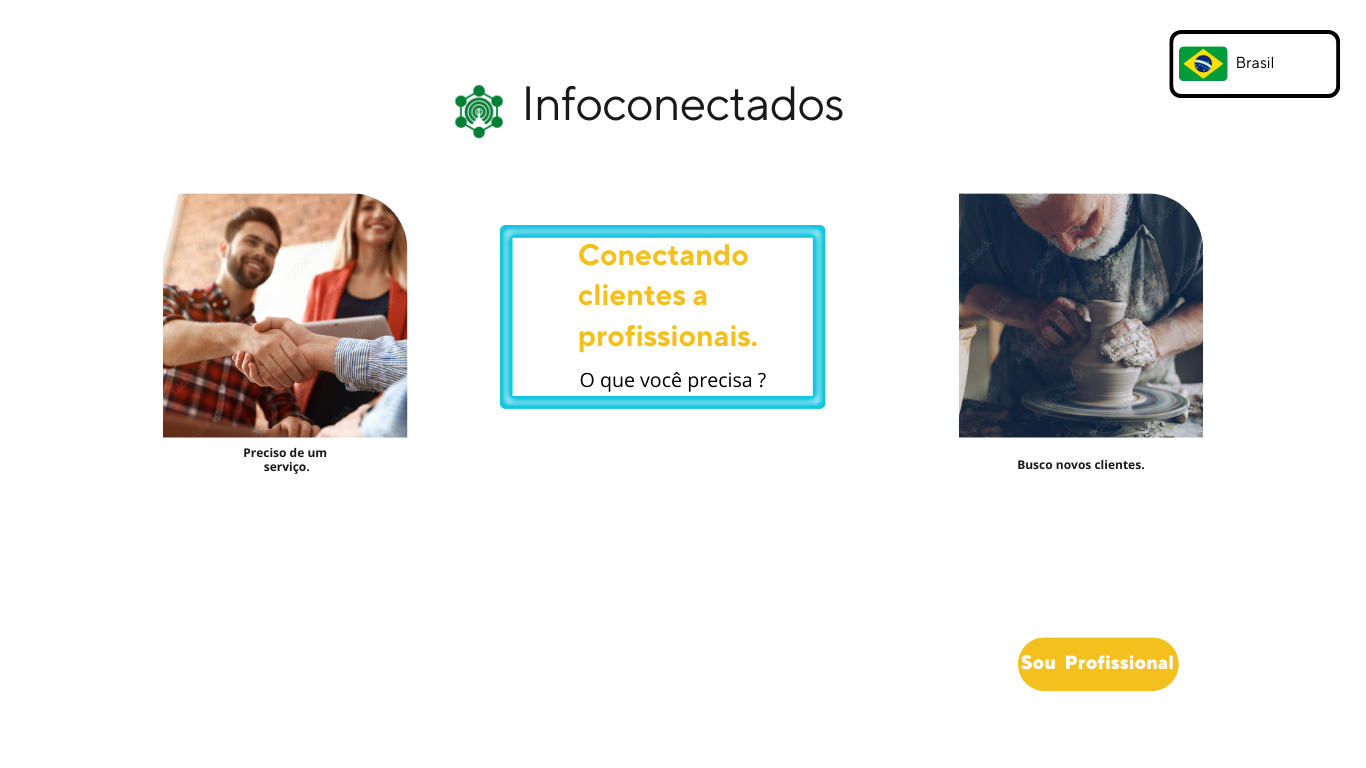 Brasil
Infoconectados
Conectando
clientes a
profissionais.
O que você precisa ?
Preciso de um
serviço.
Busco novos clientes.
Sou Profissional